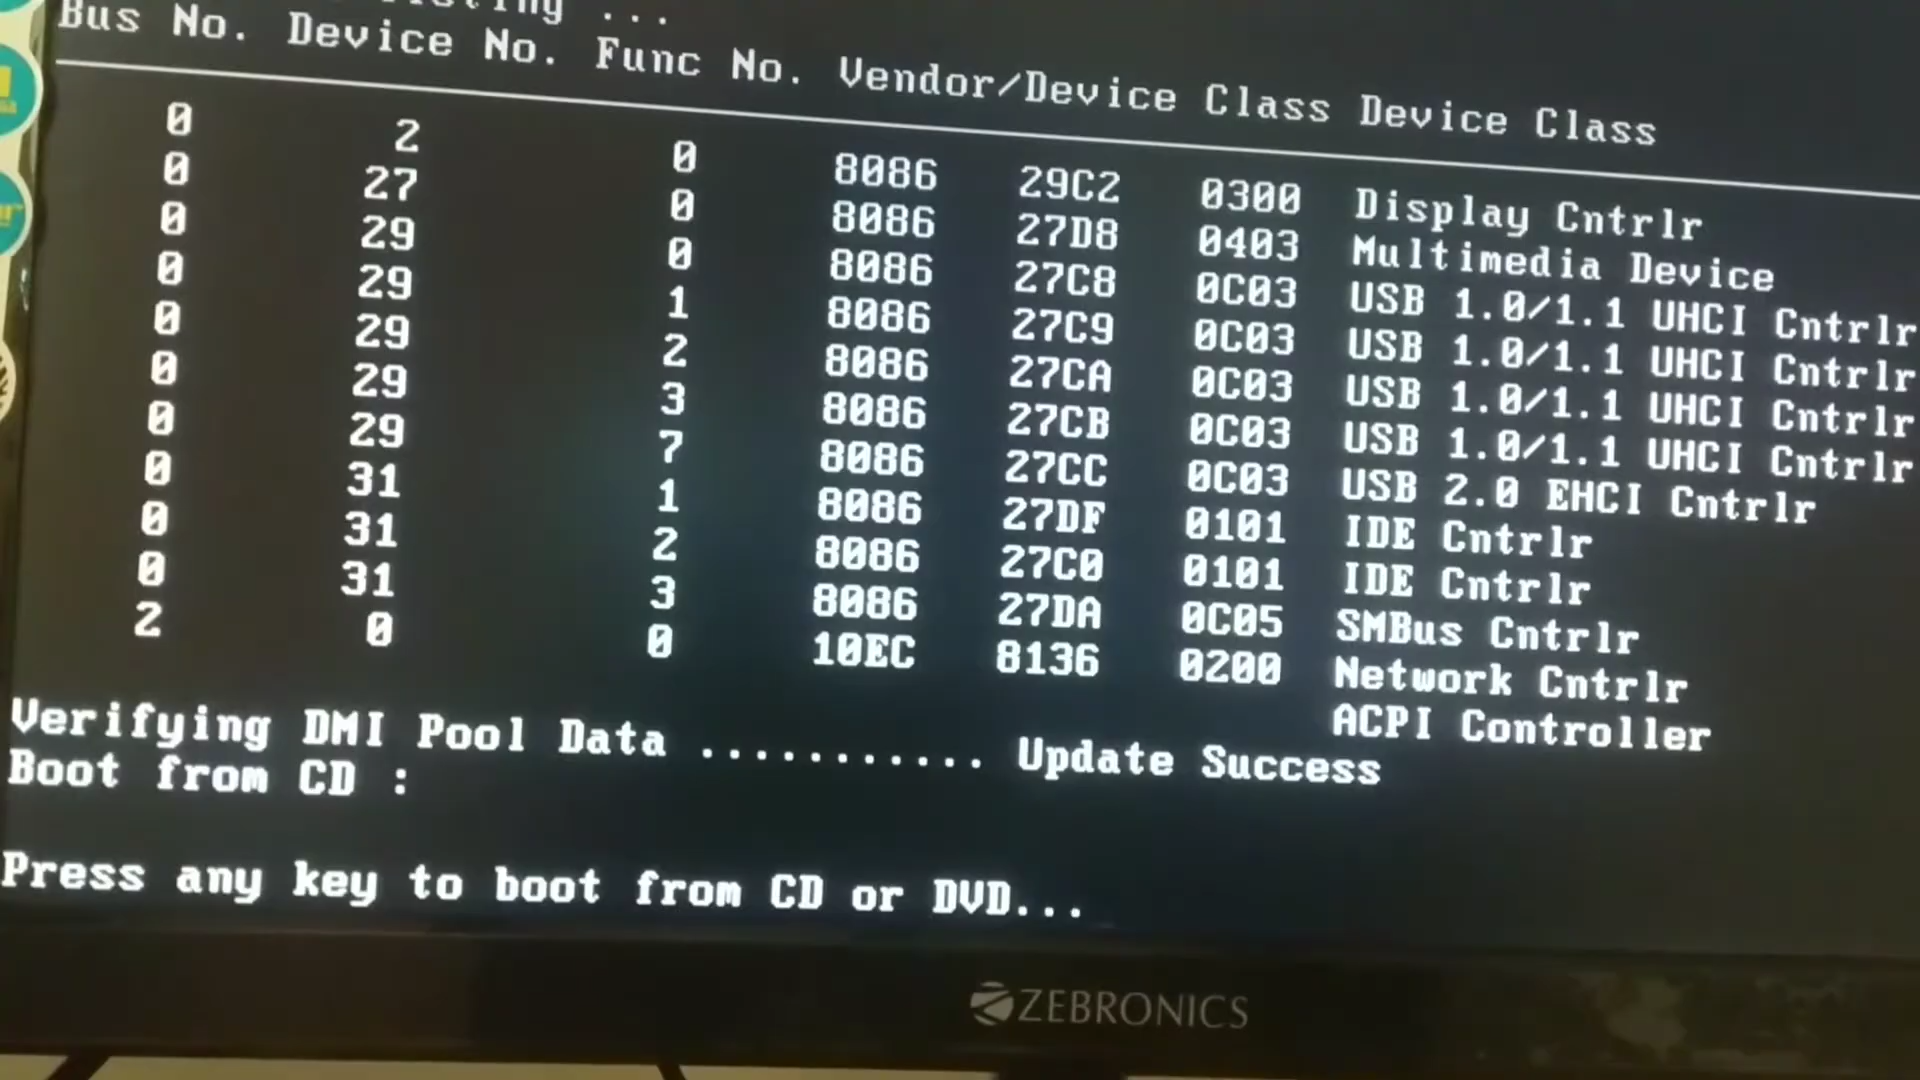 ...
Bus No. Device No. Func No. Vendor/Device Class Device Class
0 2 0 8086 29C2 0300 Display Cntrlr
0 27 0 8086 27D8 0403 Multimedia Device
0 29 0 8086 27C8 0C03 USB 1.0/1.1 UHCI Cntrlr
0 29 1 8086 27C9 0C03 USB 1.0/1.1 UHCI Cntrlr
0 29 2 8086 27CA 0C03 USB 1.0/1.1 UHCI Cntrlr
0 29 3 8086 27CB 0C03 USB 1.0/1.1 UHCI Cntrlr
0 29 7 8086 27CC 0C03 USB 2.0 EHCI Cntrlr
0 31 1 8086 27DF 0101 IDE Cntrlr
0 31 2 8086 27C0 0101 IDE Cntrlr
0 31 3 8086 27DA 0C05 SMBus Cntrlr
2 0 0 10EC 8136 0200 Network Cntrlr
ACPI Controller
Verifying DMI Pool Data ........... Update Success
Boot from CD :
Press any key to boot from CD or DVD...
ZEBRONICS